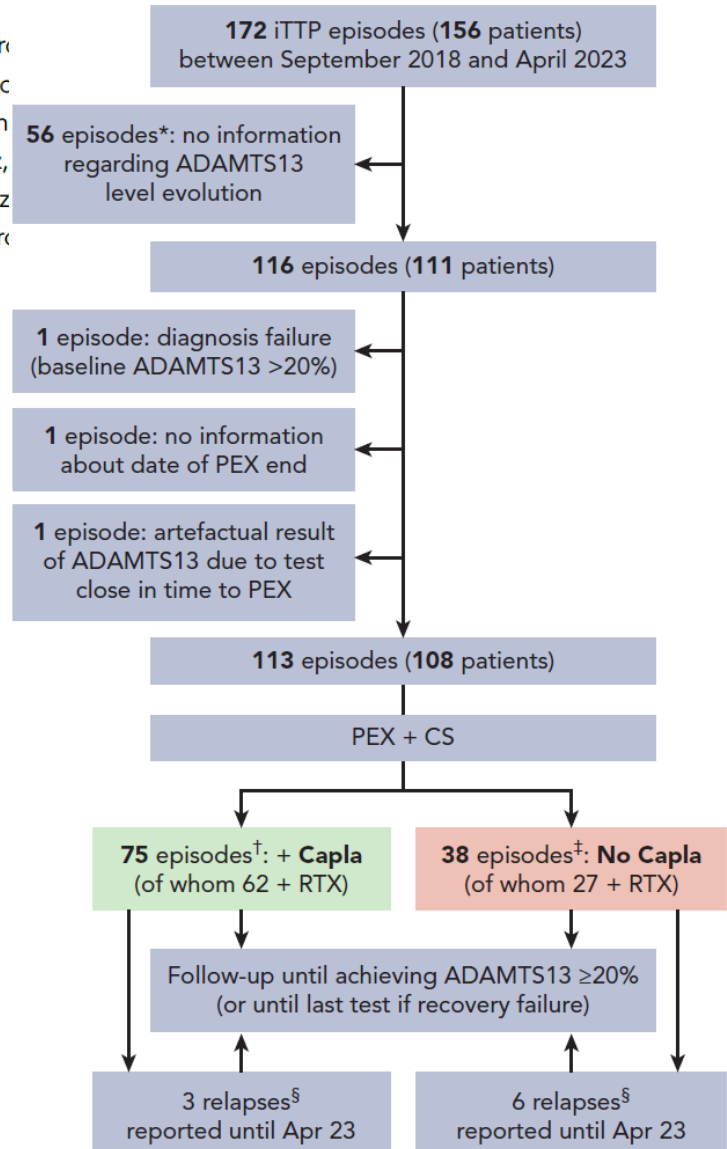 172 iTTP episodes (156 patients)
between September 2018 and April 2023
56 episodes*: no information
regarding ADAMTS13
level evolution
116 episodes (111 patients)
1 episode: diagnosis failure
(baseline ADAMTS13 >20%)
1 episode: no information
about date of PEX end
1 episode: artefactual result
of ADAMTS13 due to test
close in time to PEX
113 episodes (108 patients)
PEX + CS
75 episodes†: + Capla
(of whom 62 + RTX)
38 episodes‡: No Capla
(of whom 27 + RTX)
Follow-up until achieving ADAMTS13 ≥20%
(or until last test if recovery failure)
3 relapses§
reported until Apr 23
6 relapses§
reported until Apr 23